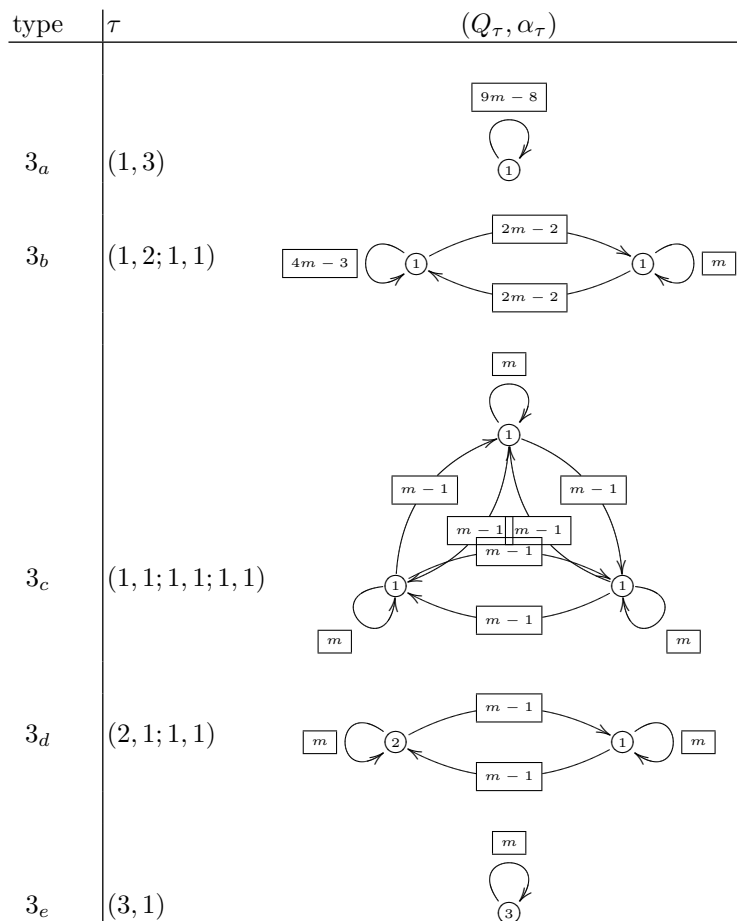 type τ (Q_τ, α_τ)
9m − 8
1
3_a (1, 3)
2m − 2
3_b (1, 2; 1, 1) 4m − 3 1 1 m
2m − 2
m
1
m − 1 m − 1
m − 1 m − 1
m − 1
3_c (1, 1; 1, 1; 1, 1) 1 1
m − 1
m m
m − 1
3_d (2, 1; 1, 1) m 2 1 m
m − 1
m
3_e (3, 1) 3